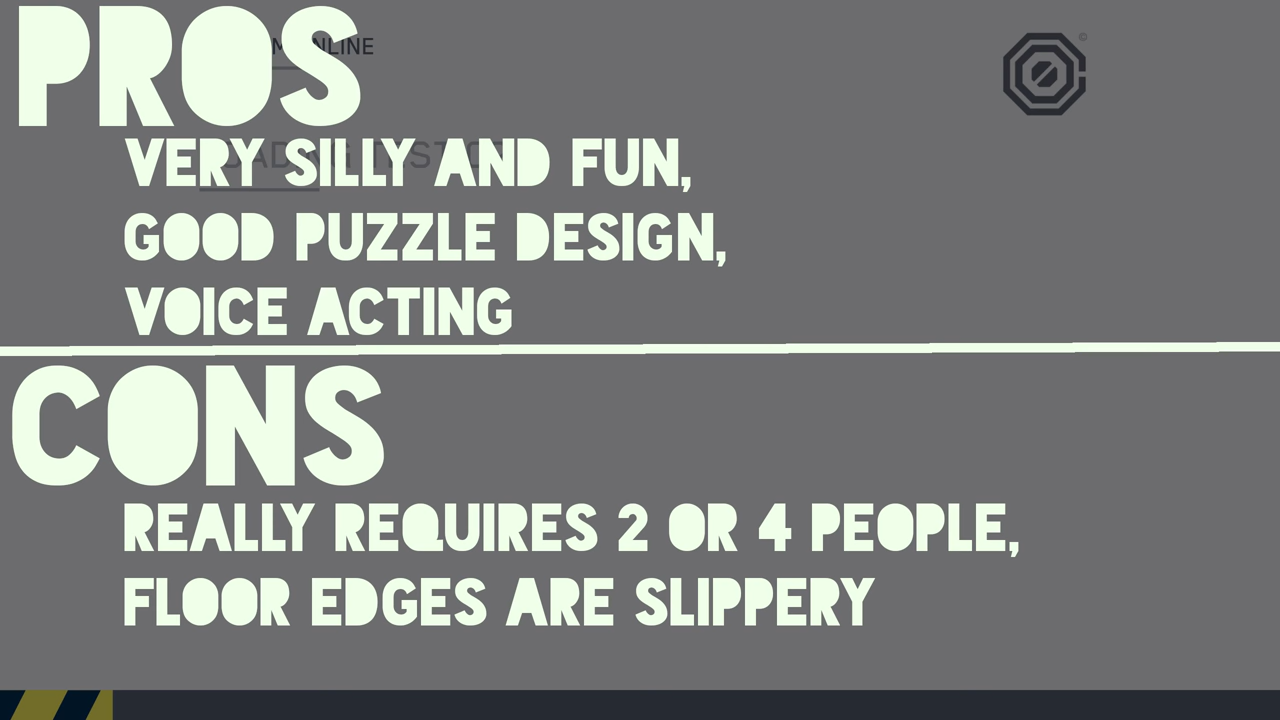 PROS
VERY SILLY AND FUN,
GOOD PUZZLE DESIGN,
VOICE ACTING
CONS
REALLY REQUIRES 2 OR 4 PEOPLE,
FLOOR EDGES ARE SLIPPERY
©